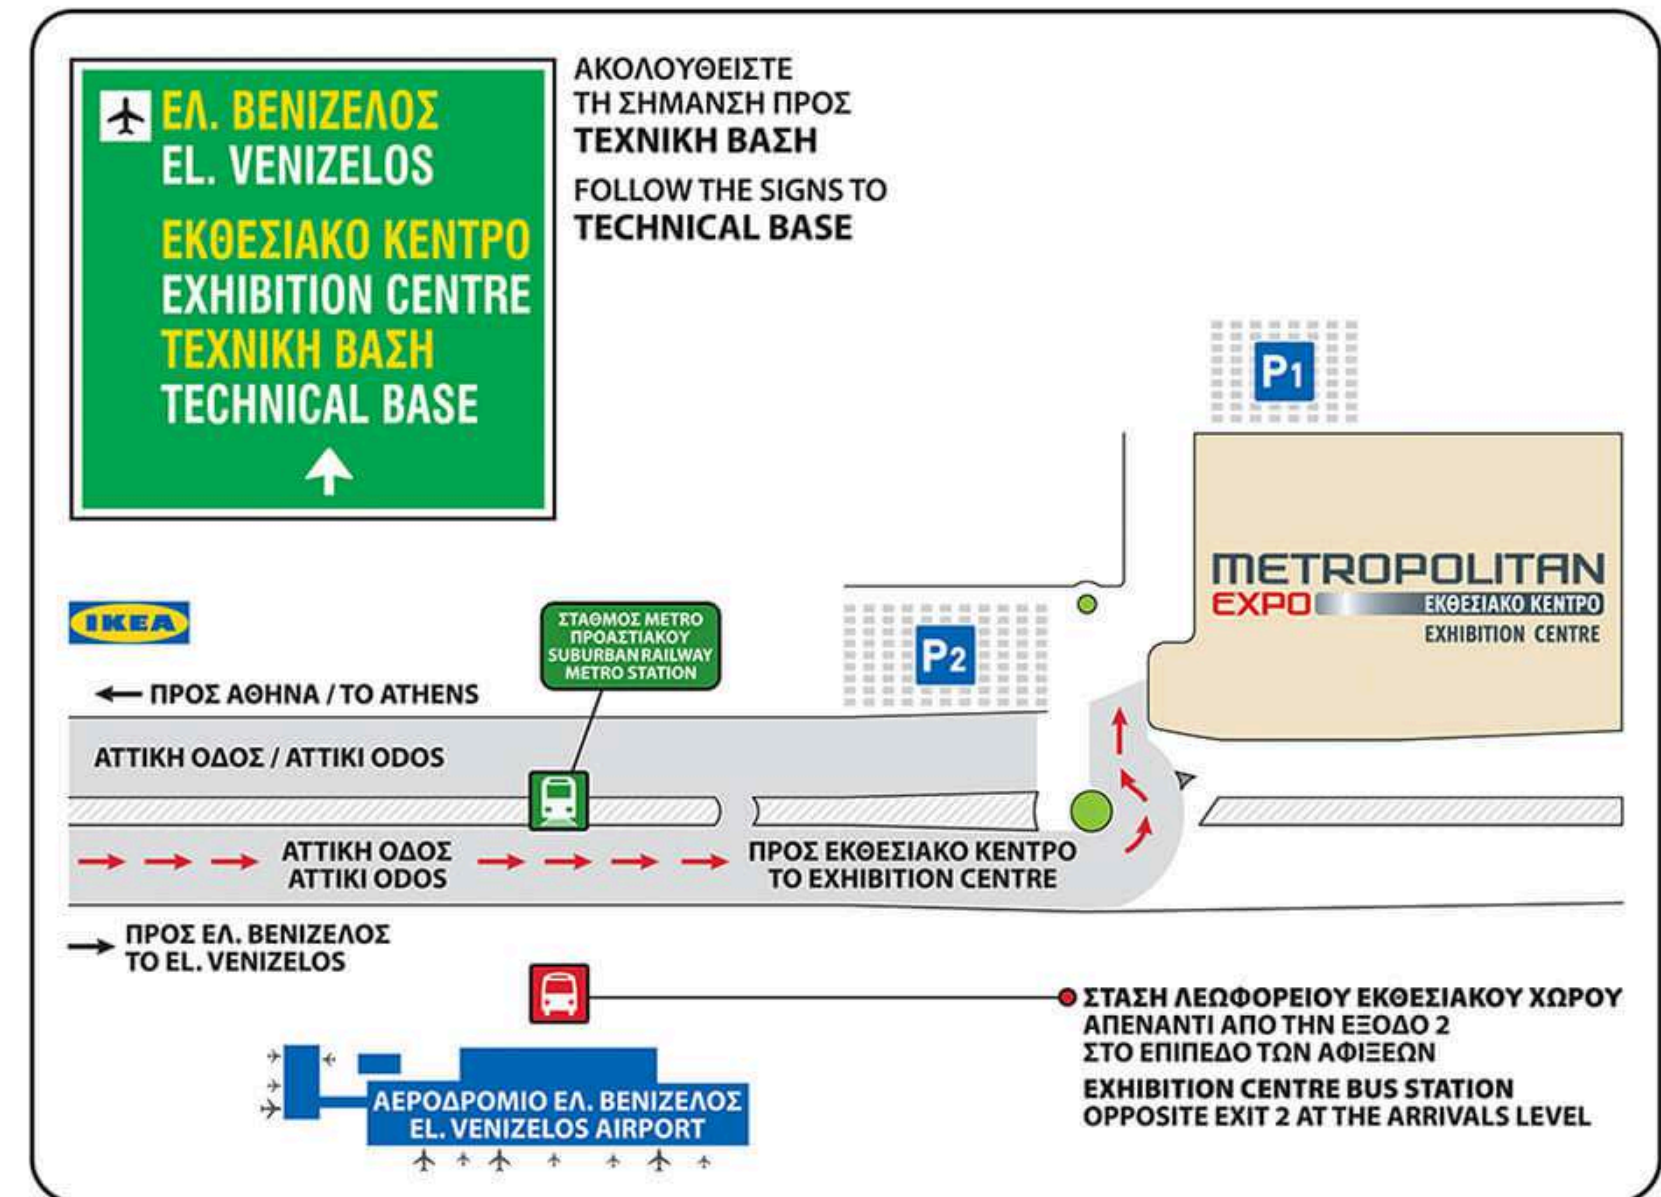 ΕΛ. ΒΕΝΙΖΕΛΟΣ
EL. VENIZELOS
ΕΚΘΕΣΙΑΚΟ ΚΕΝΤΡΟ
EXHIBITION CENTRE
ΤΕΧΝΙΚΗ ΒΑΣΗ
TECHNICAL BASE
ΑΚΟΛΟΥΘΕΙΣΤΕ
ΤΗ ΣΗΜΑΝΣΗ ΠΡΟΣ
ΤΕΧΝΙΚΗ ΒΑΣΗ
FOLLOW THE SIGNS TO
TECHNICAL BASE
P1
METROPOLITAN
EXPO ΕΚΘΕΣΙΑΚΟ ΚΕΝΤΡΟ
EXHIBITION CENTRE
IKEA
ΣΤΑΘΜΟΣ ΜΕΤΡΟ
ΠΡΟΑΣΤΙΑΚΟΥ
SUBURBAN RAILWAY
METRO STATION
P2
ΠΡΟΣ ΑΘΗΝΑ / TO ATHENS
ΑΤΤΙΚΗ ΟΔΟΣ / ATTIKI ODOS
ΑΤΤΙΚΗ ΟΔΟΣ
ATTIKI ODOS
ΠΡΟΣ ΕΚΘΕΣΙΑΚΟ ΚΕΝΤΡΟ
TO EXHIBITION CENTRE
ΠΡΟΣ ΕΛ. ΒΕΝΙΖΕΛΟΣ
TO EL. VENIZELOS
ΣΤΑΣΗ ΛΕΩΦΟΡΕΙΟΥ ΕΚΘΕΣΙΑΚΟΥ ΧΩΡΟΥ
ΑΠΕΝΑΝΤΙ ΑΠΟ ΤΗΝ ΕΞΟΔΟ 2
ΣΤΟ ΕΠΙΠΕΔΟ ΤΩΝ ΑΦΙΞΕΩΝ
EXHIBITION CENTRE BUS STATION
OPPOSITE EXIT 2 AT THE ARRIVALS LEVEL
ΑΕΡΟΔΡΟΜΙΟ ΕΛ. ΒΕΝΙΖΕΛΟΣ
EL. VENIZELOS AIRPORT